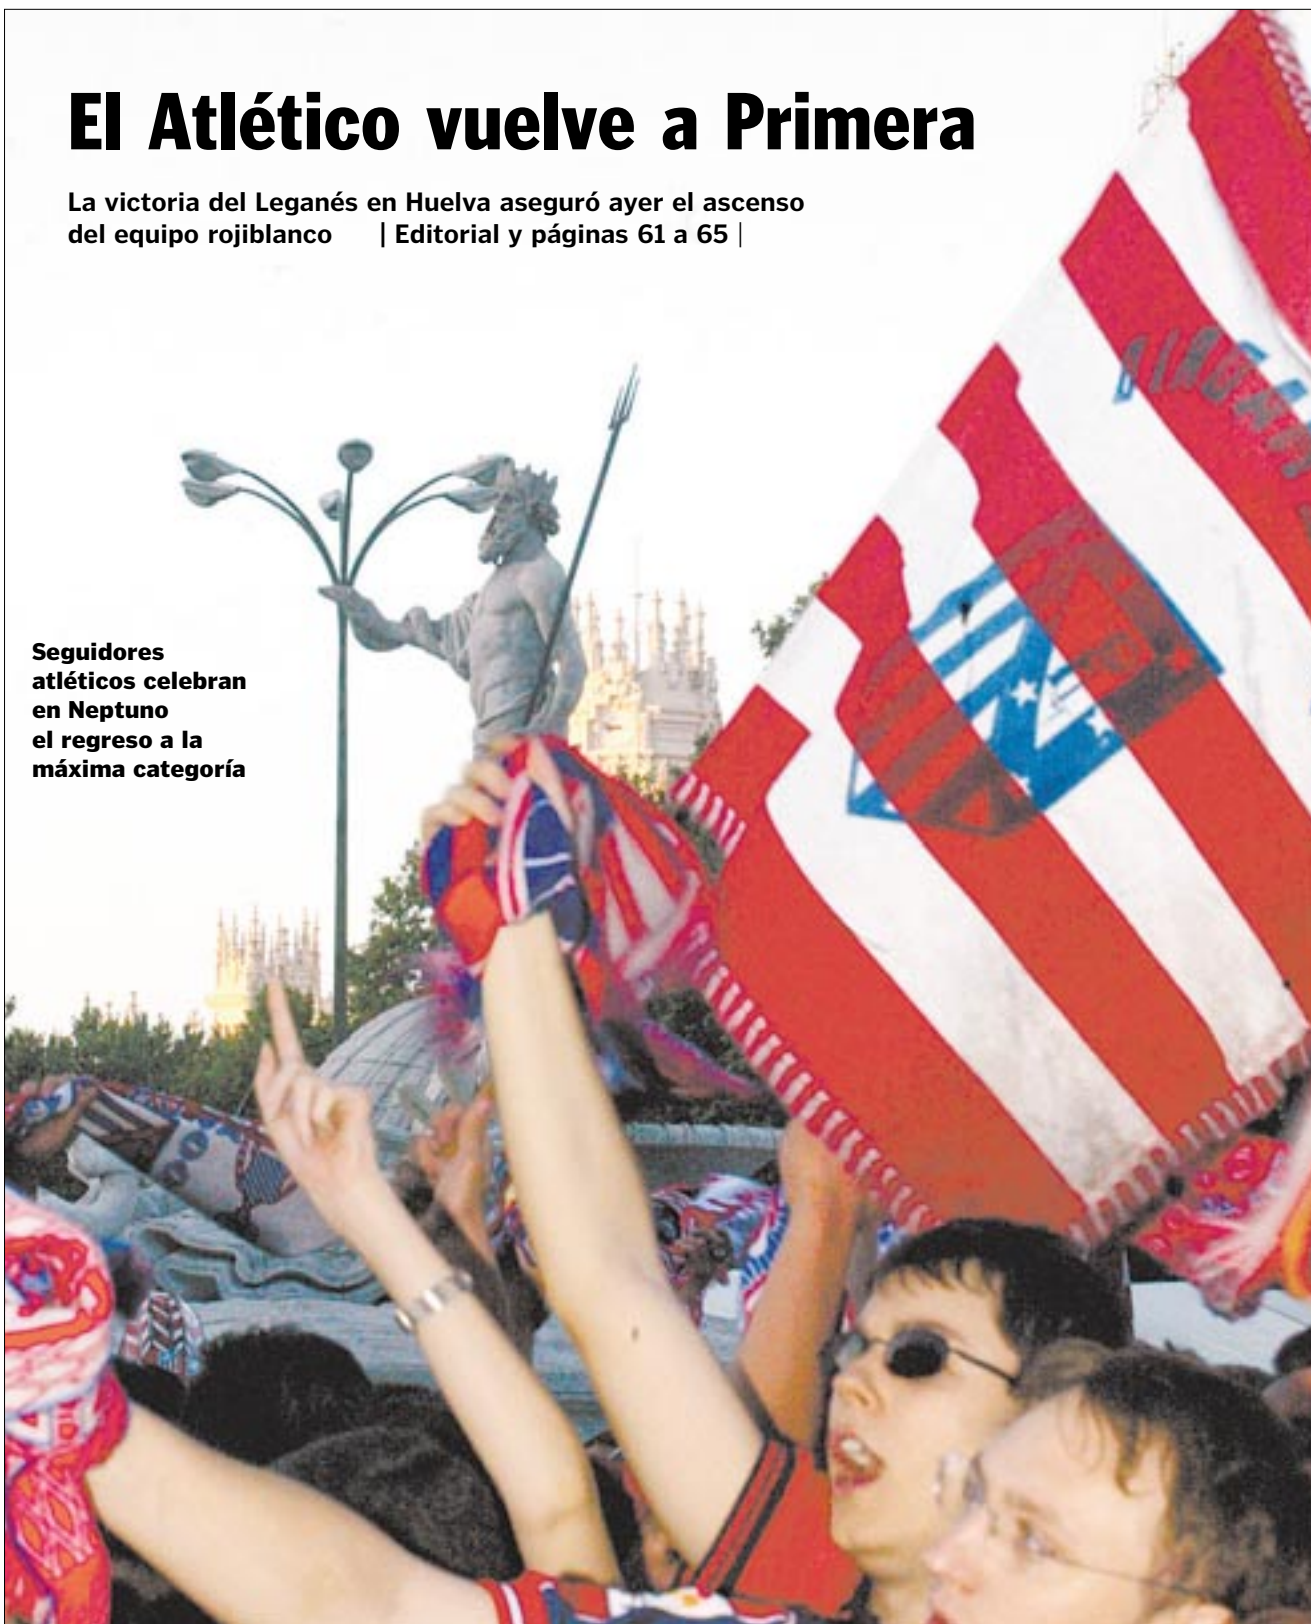 El Atlético vuelve a Primera
La victoria del Leganés en Huelva aseguró ayer el ascenso
del equipo rojiblanco | Editorial y páginas 61 a 65 |
Seguidores
atléticos celebran
en Neptuno
el regreso a la
máxima categoría